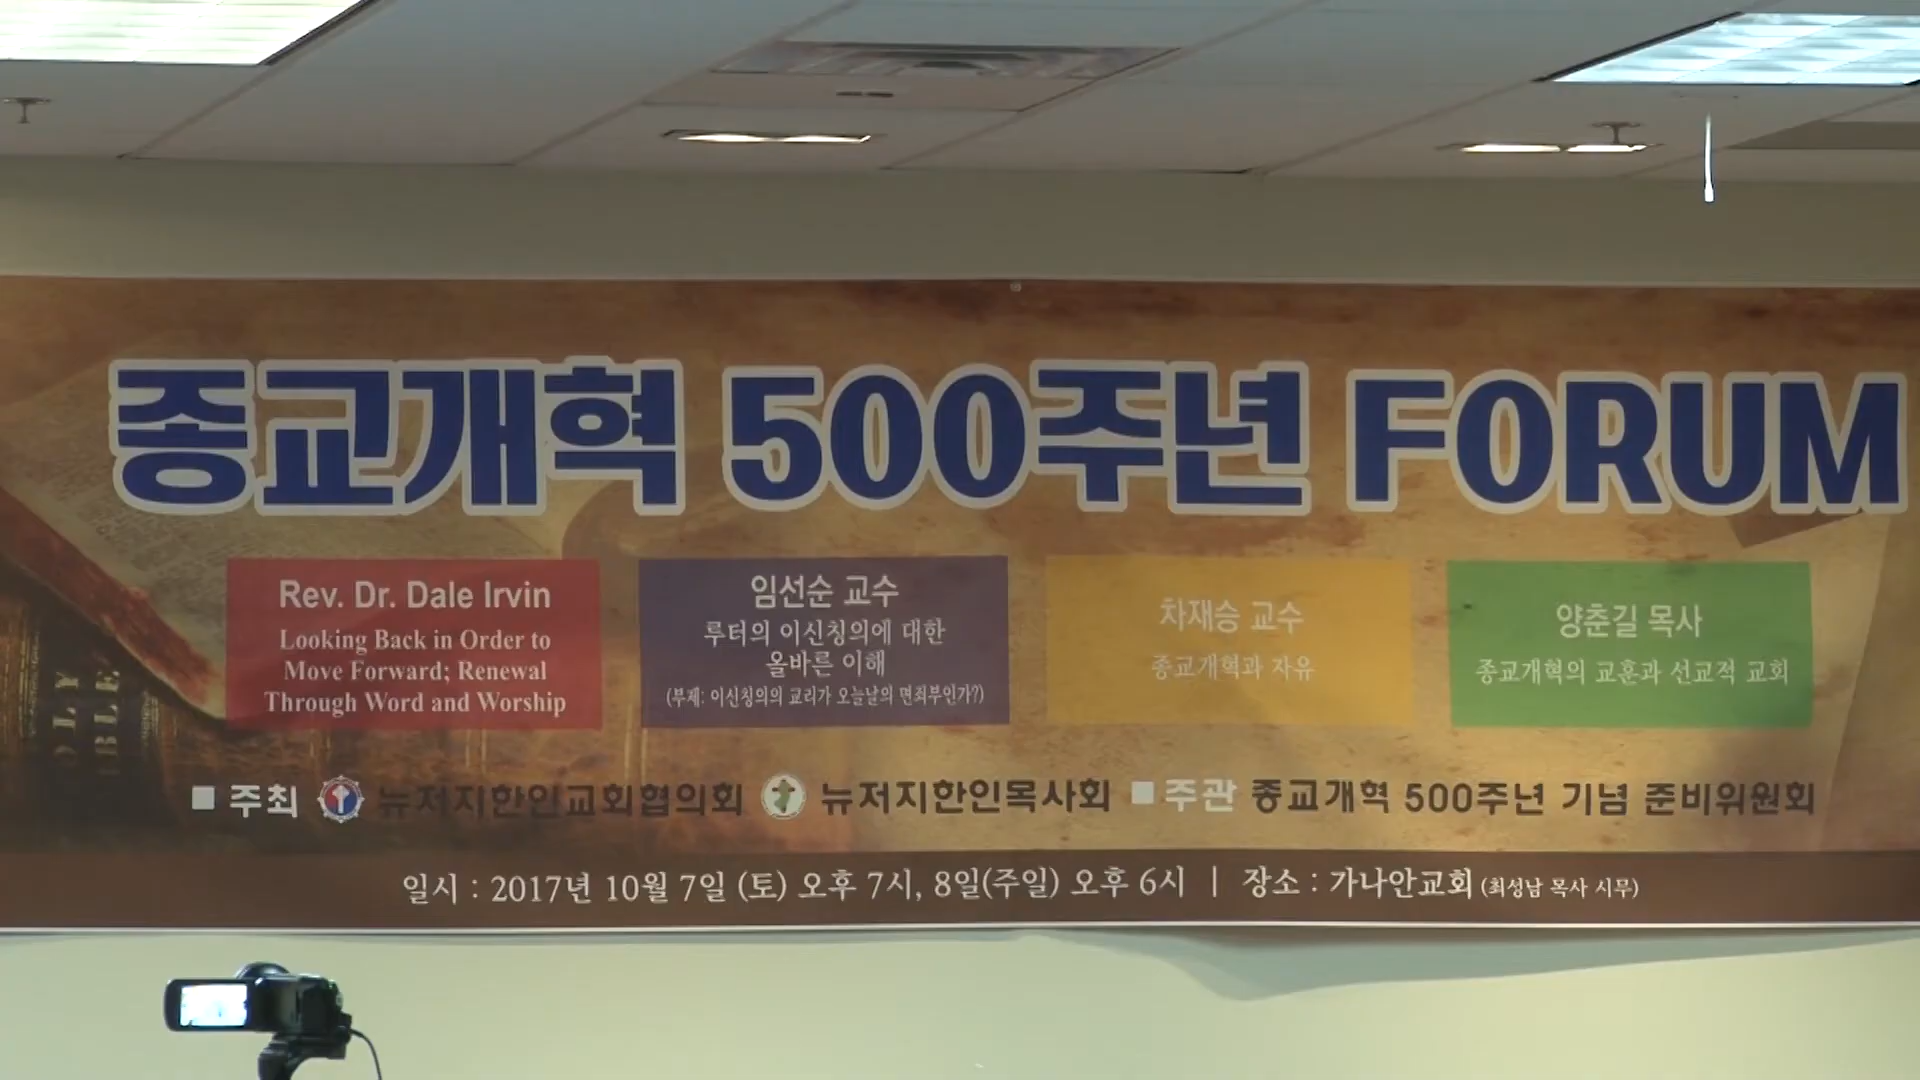 종교개혁 500주년 FORUM
Rev. Dr. Dale Irvin
Looking Back in Order to
Move Forward; Renewal
Through Word and Worship
임선순 교수
루터의 이신칭의에 대한
올바른 이해
(부제: 이신칭의의 교리가 오늘날의 면죄부인가?)
차재승 교수
종교개혁과 자유
양춘길 목사
종교개혁의 교훈과 선교적 교회
■ 주최 뉴저지한인교회협의회 뉴저지한인목사회 ■ 주관 종교개혁 500주년 기념 준비위원회
일시 : 2017년 10월 7일 (토) 오후 7시, 8일(주일) 오후 6시 | 장소 : 가나안교회 (최성남 목사 시무)
OLY
IBLE